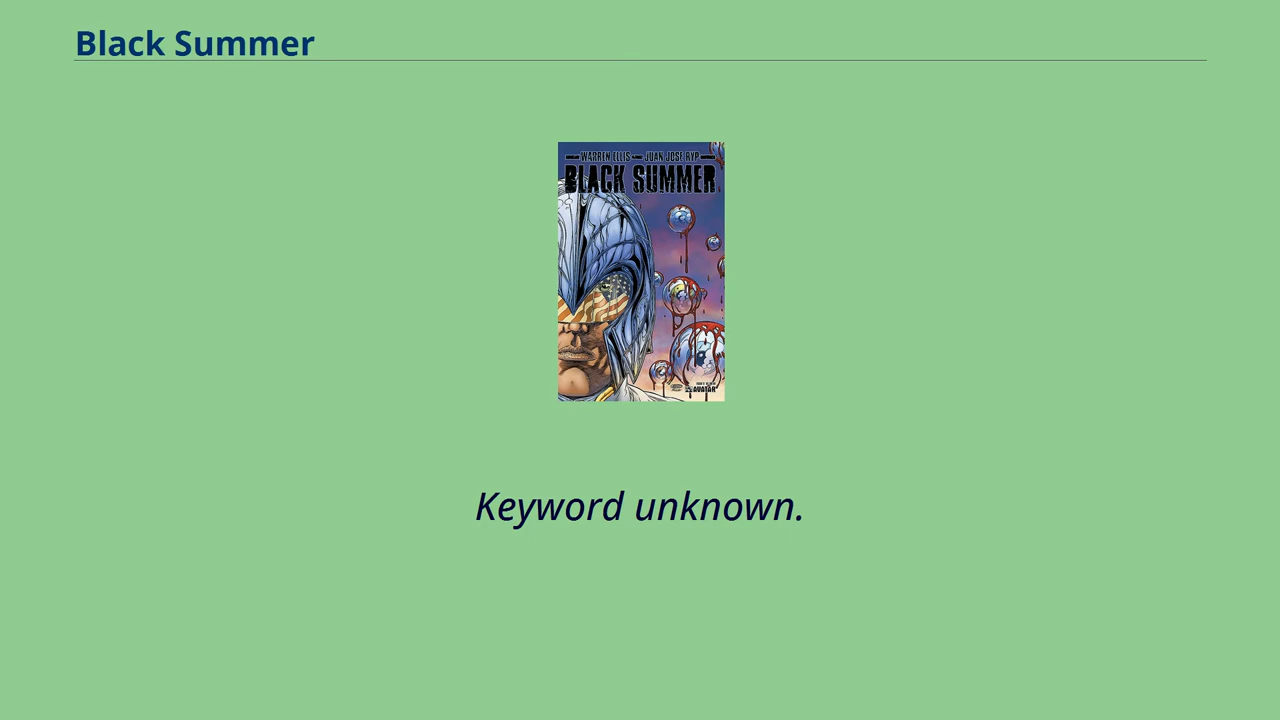 Black Summer
WARREN ELLIS JUAN JOSE RYP
BLACK SUMMER
AVATAR
Keyword unknown.